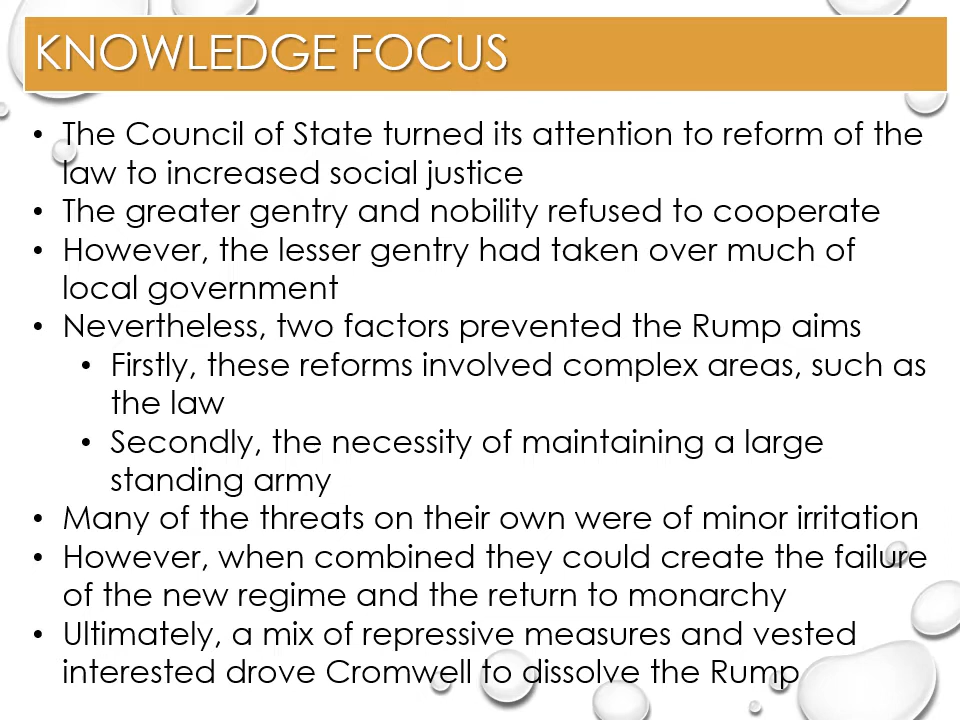 KNOWLEDGE FOCUS
• The Council of State turned its attention to reform of the
law to increased social justice
• The greater gentry and nobility refused to cooperate
• However, the lesser gentry had taken over much of
local government
• Nevertheless, two factors prevented the Rump aims
• Firstly, these reforms involved complex areas, such as
the law
• Secondly, the necessity of maintaining a large
standing army
• Many of the threats on their own were of minor irritation
• However, when combined they could create the failure
of the new regime and the return to monarchy
• Ultimately, a mix of repressive measures and vested
interested drove Cromwell to dissolve the Rump